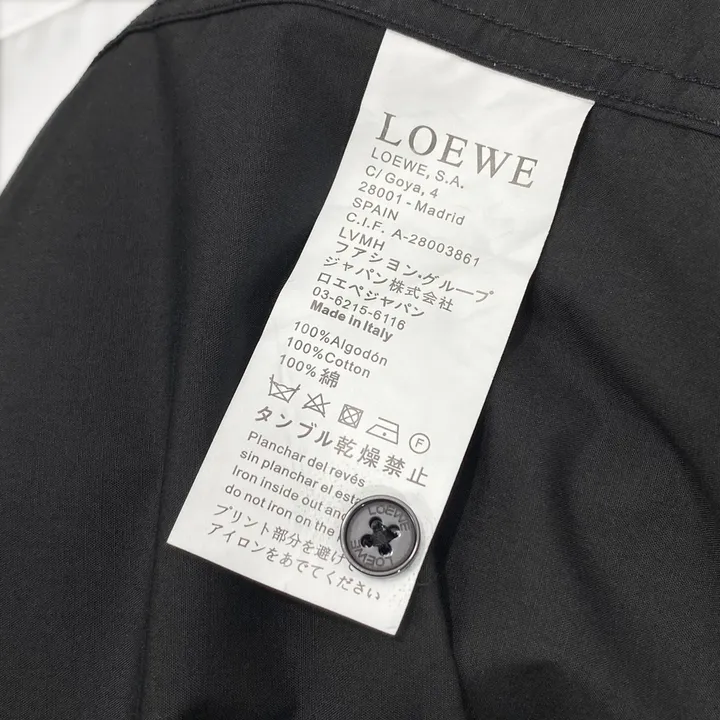 LOEWE
LOEWE, S.A.
C/ Goya, 4
28001 - Madrid
SPAIN
C.I.F. A-28003861
LVMH
ファション・グループ
ジャパン株式会社
ロエベジャパン
03-6215-6116
Made in Italy
100%Algodón
100%Cotton
100% 綿
F
タンブル乾燥禁止
Planchar del revés
sin planchar el
Iron inside out
do not iron on the
プリント部分を避け
アイロンをあでてください
LOEWE
LOEWE